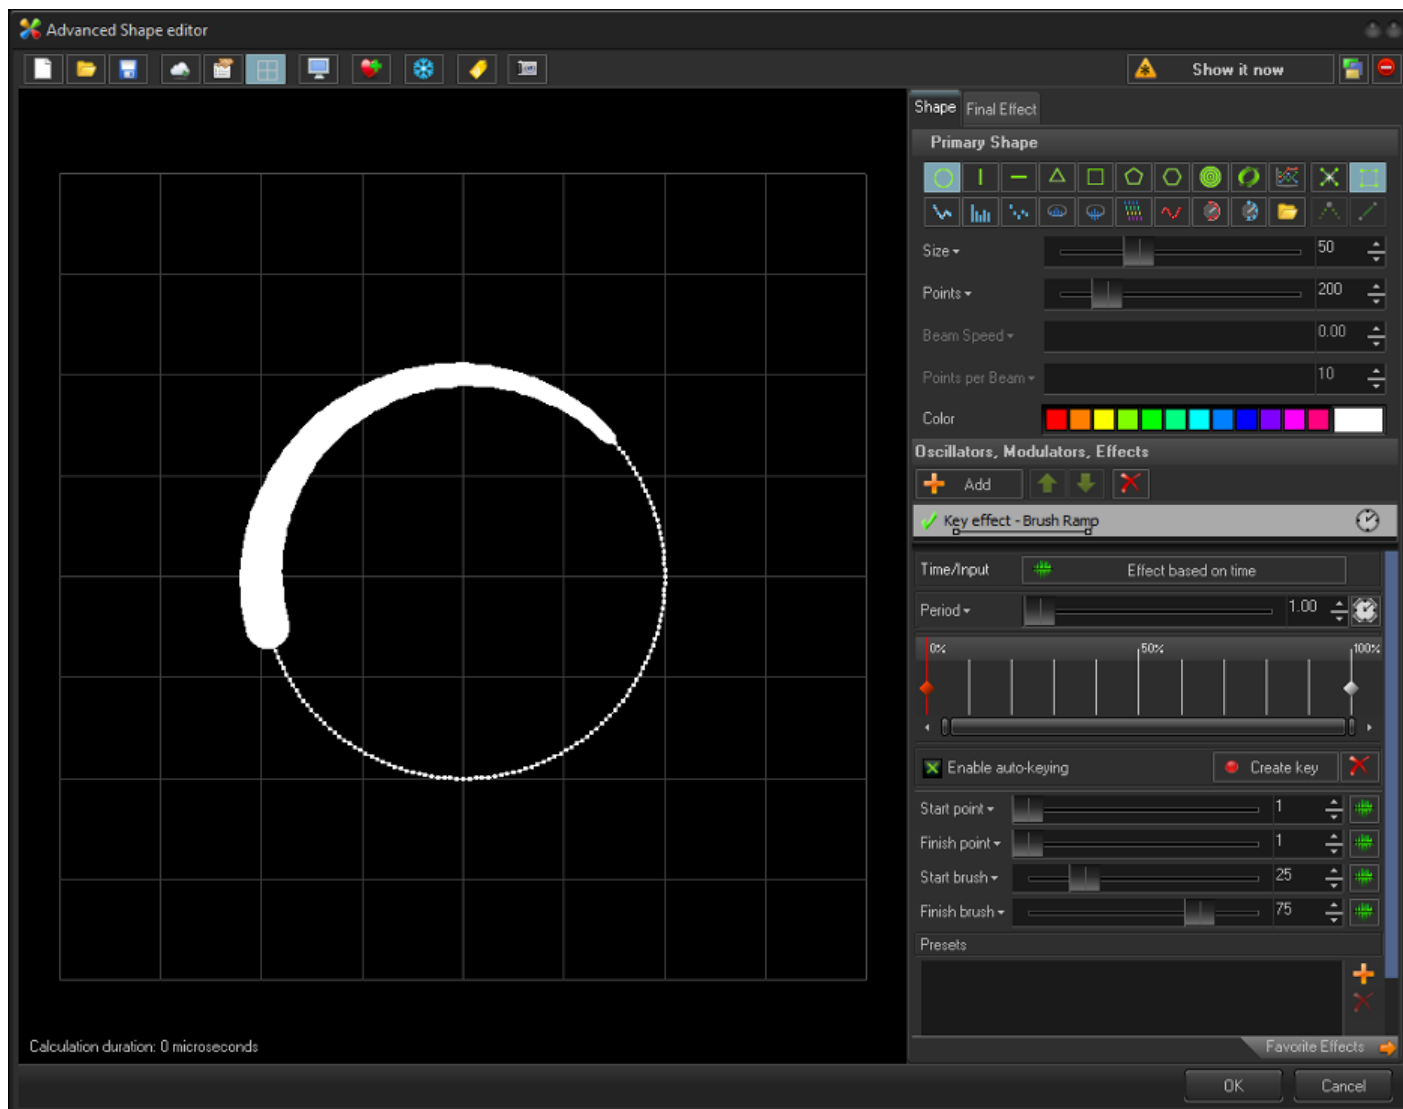 Advanced Shape editor
Show it now
Shape Final Effect
Primary Shape
Size 50
Points 200
Beam Speed 0.00
Points per Beam 10
Color
Oscillators, Modulators, Effects
Add
Key effect - Brush Ramp
Time/Input Effect based on time
Period 1.00
0% 50% 100%
Enable auto-keying Create key
Start point 1
Finish point 1
Start brush 25
Finish brush 75
Presets
Calculation duration: 0 microseconds
Favorite Effects
OK Cancel